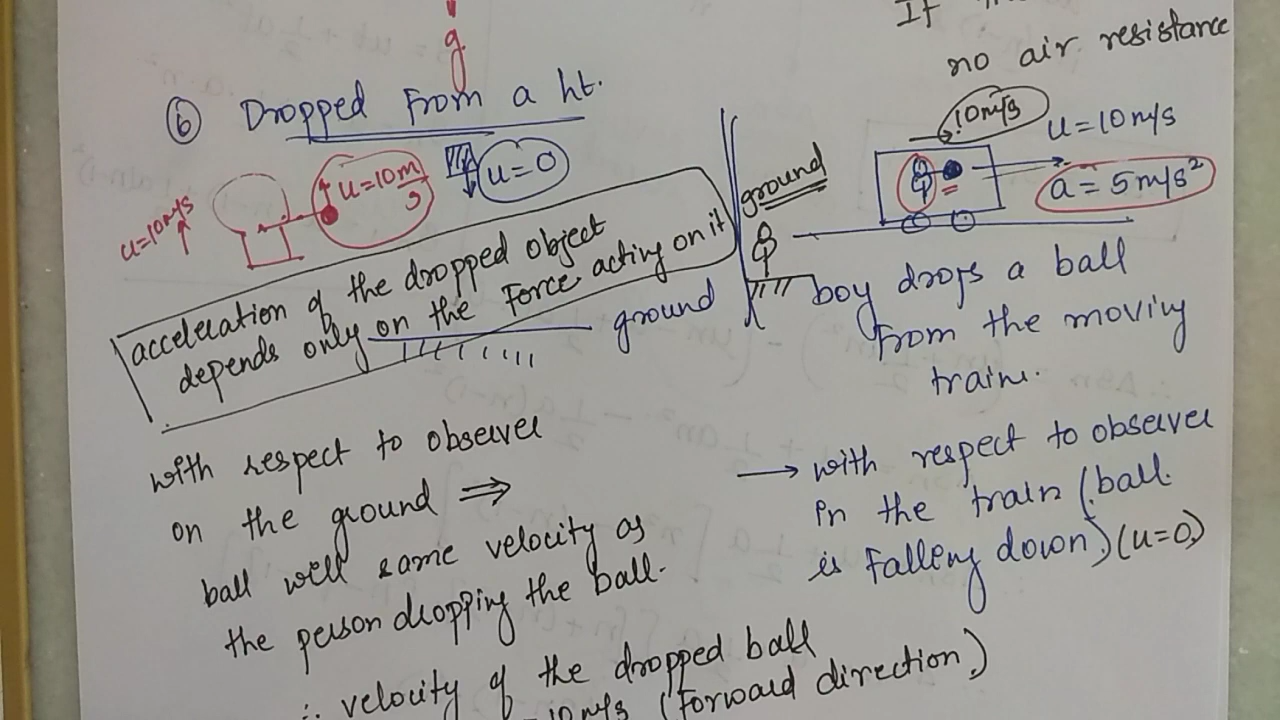 g
If
no air resistance
⑥ Dropped From a ht.
u=10m/s
u=10m/s
u=0
acceleration of the dropped object
depends only on the Force acting on it
ground
ground
10m/s
u=10m/s
a = 5m/s²
boy drops a ball
from the moving
train.
with respect to observer
on the ground ⇒
ball will same velocity as
the person dropping the ball.
∴ velocity of the dropped ball
10m/s (Forward direction)
→ with respect to observer
in the train (ball
is falling down) (u=0)